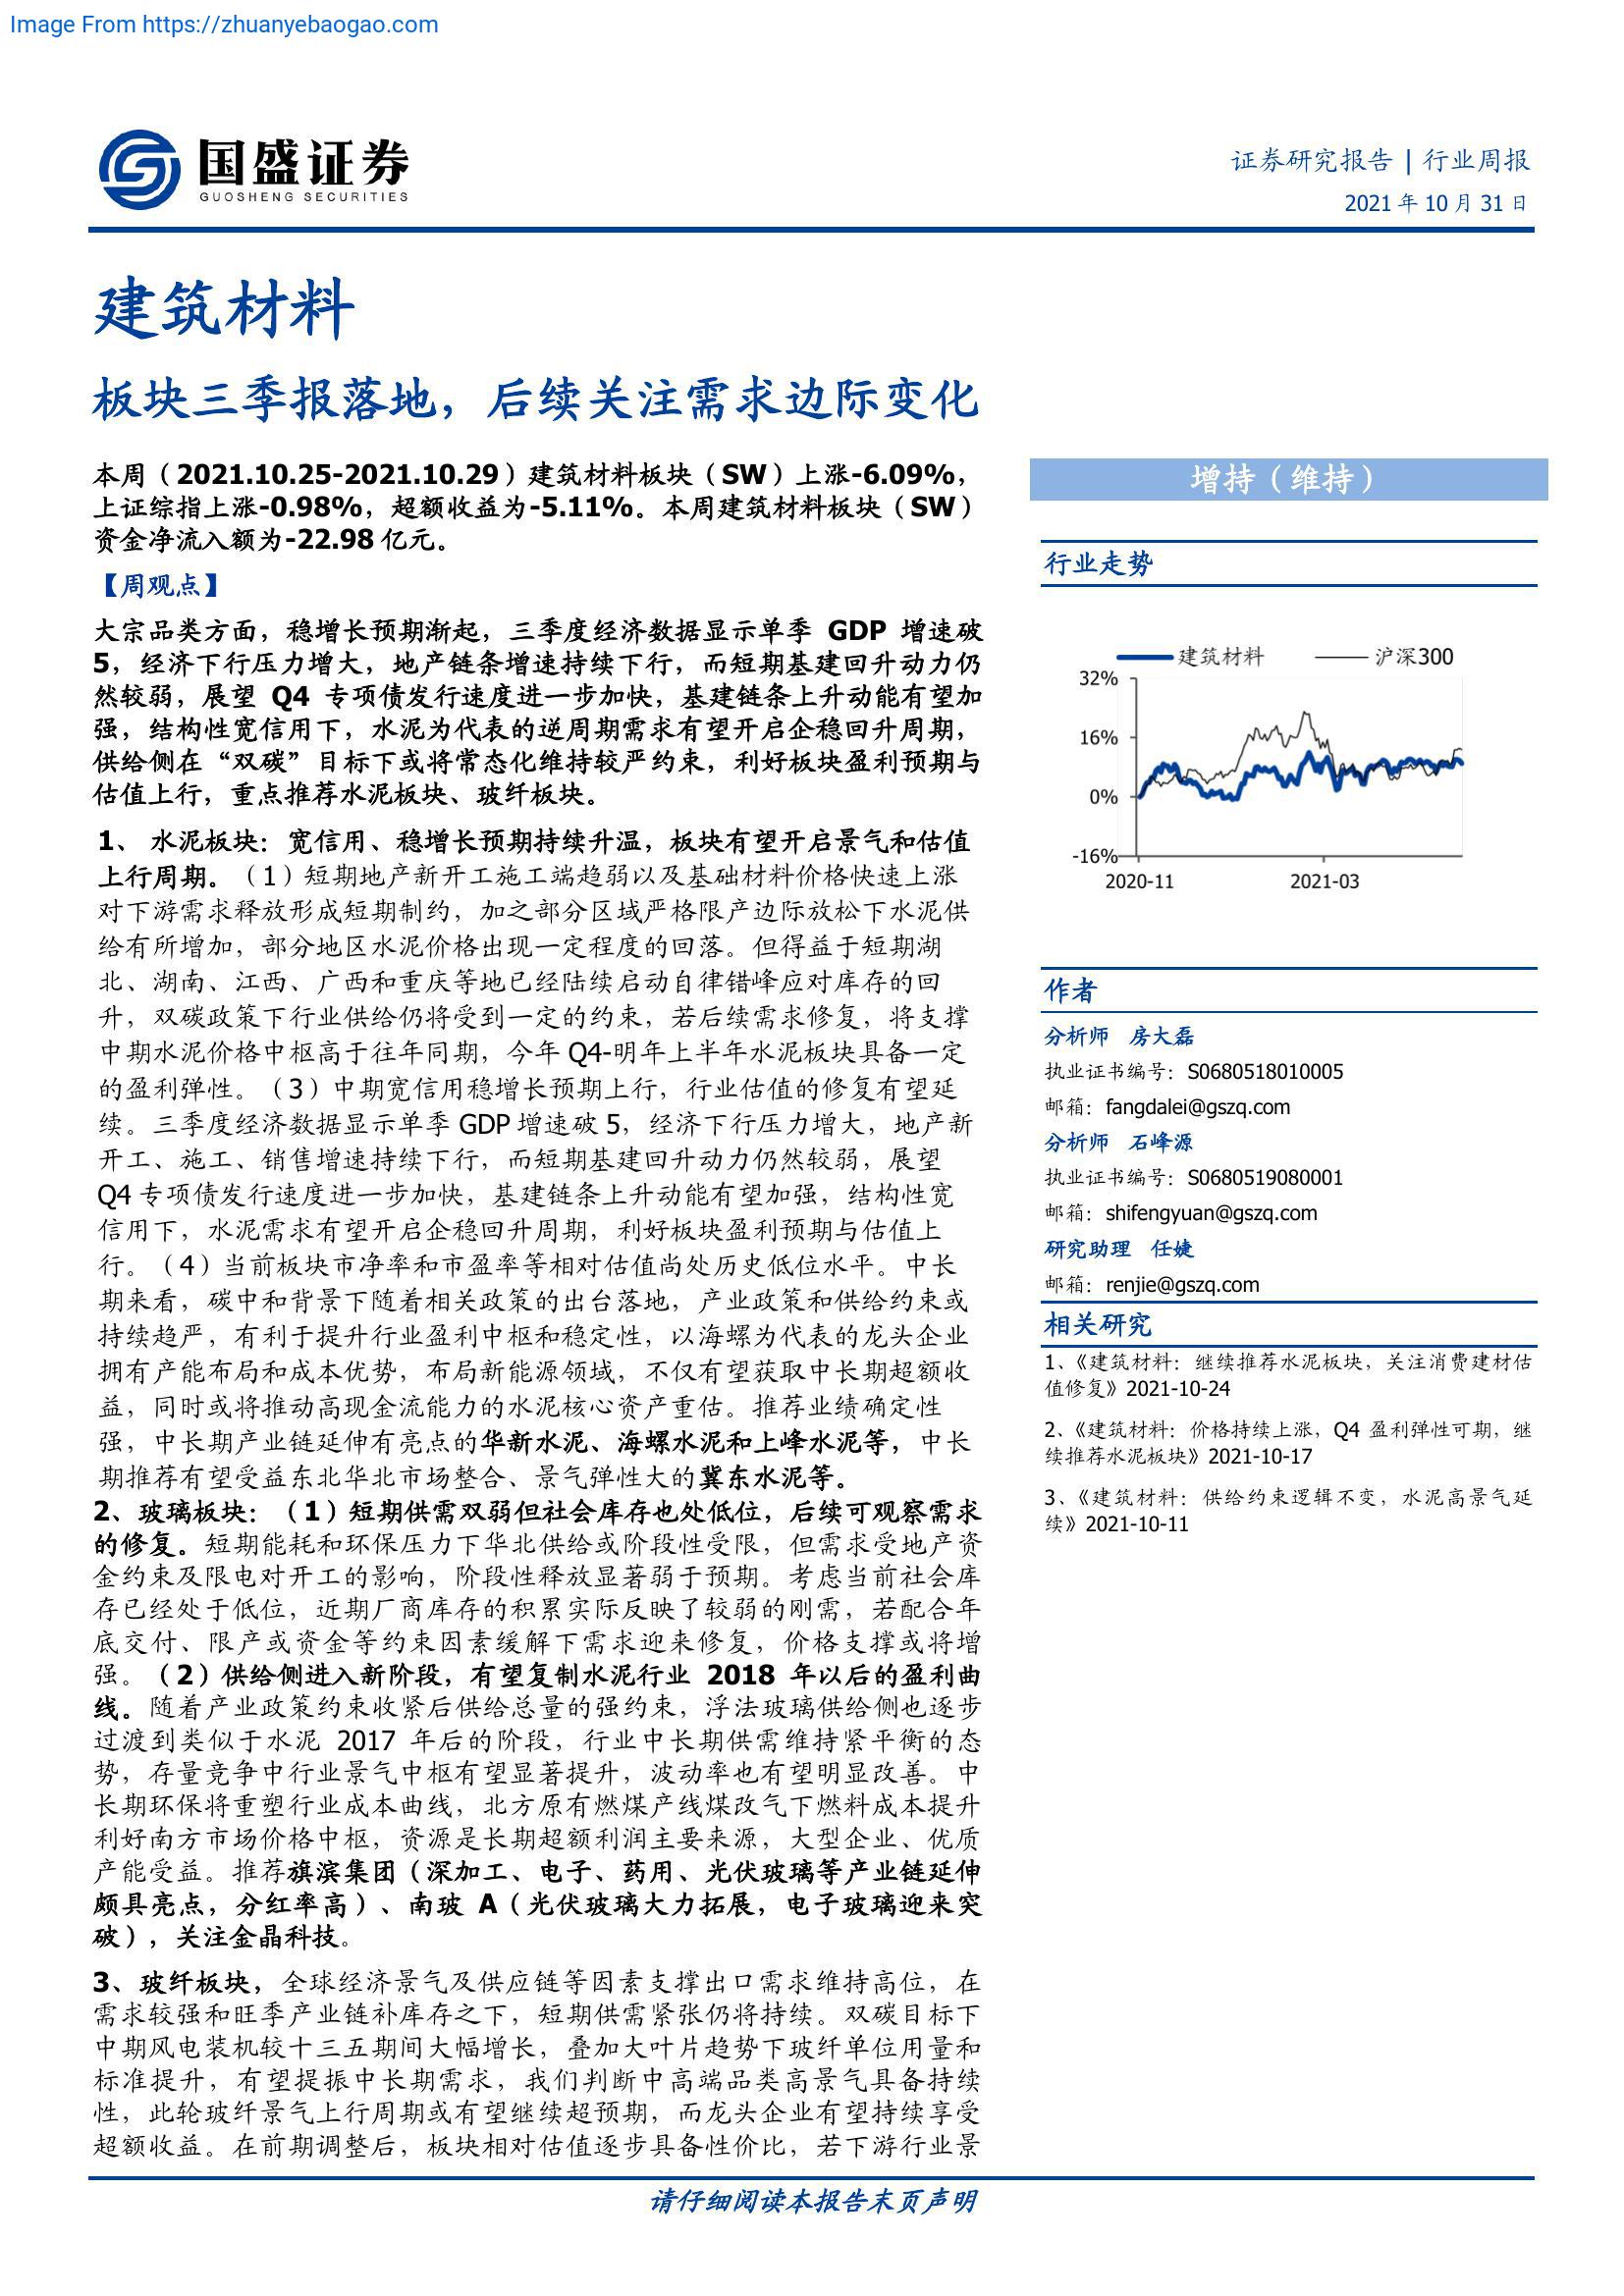 Image From https://zhuanyebaogao.com
国盛证券
GUOSHENG SECURITIES
证券研究报告 | 行业周报
2021 年 10 月 31 日
建筑材料
板块三季报落地，后续关注需求边际变化
本周（2021.10.25-2021.10.29）建筑材料板块（SW）上涨-6.09%，
上证综指上涨-0.98%，超额收益为-5.11%。本周建筑材料板块（SW）
资金净流入额为-22.98 亿元。
【周观点】
大宗品类方面，稳增长预期渐起，三季度经济数据显示单季 GDP 增速破
5，经济下行压力增大，地产链条增速持续下行，而短期基建回升动力仍
然较弱，展望 Q4 专项债发行速度进一步加快，基建链条上升动能有望加
强，结构性宽信用下，水泥为代表的逆周期需求有望开启企稳回升周期，
供给侧在“双碳”目标下或将常态化维持较严约束，利好板块盈利预期与
估值上行，重点推荐水泥板块、玻纤板块。
1、 水泥板块：宽信用、稳增长预期持续升温，板块有望开启景气和估值
上行周期。（1）短期地产新开工施工端趋弱以及基础材料价格快速上涨
对下游需求释放形成短期制约，加之部分区域严格限产边际放松下水泥供
给有所增加，部分地区水泥价格出现一定程度的回落。但得益于短期湖
北、湖南、江西、广西和重庆等地已经陆续启动自律错峰应对库存的回
升，双碳政策下行业供给仍将受到一定的约束，若后续需求修复，将支撑
中期水泥价格中枢高于往年同期，今年 Q4-明年上半年水泥板块具备一定
的盈利弹性。（3）中期宽信用稳增长预期上行，行业估值的修复有望延
续。三季度经济数据显示单季 GDP 增速破 5，经济下行压力增大，地产新
开工、施工、销售增速持续下行，而短期基建回升动力仍然较弱，展望
Q4 专项债发行速度进一步加快，基建链条上升动能有望加强，结构性宽
信用下，水泥需求有望开启企稳回升周期，利好板块盈利预期与估值上
行。（4）当前板块市净率和市盈率等相对估值尚处历史低位水平。中长
期来看，碳中和背景下随着相关政策的出台落地，产业政策和供给约束或
持续趋严，有利于提升行业盈利中枢和稳定性，以海螺为代表的龙头企业
拥有产能布局和成本优势，布局新能源领域，不仅有望获取中长期超额收
益，同时或将推动高现金流能力的水泥核心资产重估。推荐业绩确定性
强，中长期产业链延伸有亮点的华新水泥、海螺水泥和上峰水泥等，中长
期推荐有望受益东北华北市场整合、景气弹性大的冀东水泥等。
2、玻璃板块：（1）短期供需双弱但社会库存也处低位，后续可观察需求
的修复。短期能耗和环保压力下华北供给或阶段性受限，但需求受地产资
金约束及限电对开工的影响，阶段性释放显著弱于预期。考虑当前社会库
存已经处于低位，近期厂商库存的积累实际反映了较弱的刚需，若配合年
底交付、限产或资金等约束因素缓解下需求迎来修复，价格支撑或将增
强。（2）供给侧进入新阶段，有望复制水泥行业 2018 年以后的盈利曲
线。随着产业政策约束收紧后供给总量的强约束，浮法玻璃供给侧也逐步
过渡到类似于水泥 2017 年后的阶段，行业中长期供需维持紧平衡的态
势，存量竞争中行业景气中枢有望显著提升，波动率也有望明显改善。中
长期环保将重塑行业成本曲线，北方原有燃煤产线煤改气下燃料成本提升
利好南方市场价格中枢，资源是长期超额利润主要来源，大型企业、优质
产能受益。推荐旗滨集团（深加工、电子、药用、光伏玻璃等产业链延伸
颇具亮点，分红率高）、南玻 A（光伏玻璃大力拓展，电子玻璃迎来突
破），关注金晶科技。
3、玻纤板块，全球经济景气及供应链等因素支撑出口需求维持高位，在
需求较强和旺季产业链补库存之下，短期供需紧张仍将持续。双碳目标下
中期风电装机较十三五期间大幅增长，叠加大叶片趋势下玻纤单位用量和
标准提升，有望提振中长期需求，我们判断中高端品类高景气具备持续
性，此轮玻纤景气上行周期或有望继续超预期，而龙头企业有望持续享受
超额收益。在前期调整后，板块相对估值逐步具备性价比，若下游行业景
增持（维持）
行业走势
建筑材料 沪深300
32%
16%
0%
-16%
2020-11 2021-03
作者
分析师 房大磊
执业证书编号：S0680518010005
邮箱：fangdalei@gszq.com
分析师 石峰源
执业证书编号：S0680519080001
邮箱：shifengyuan@gszq.com
研究助理 任婕
邮箱：renjie@gszq.com
相关研究
1、《建筑材料：继续推荐水泥板块，关注消费建材估
值修复》2021-10-24
2、《建筑材料：价格持续上涨，Q4 盈利弹性可期，继
续推荐水泥板块》2021-10-17
3、《建筑材料：供给约束逻辑不变，水泥高景气延
续》2021-10-11
请仔细阅读本报告末页声明